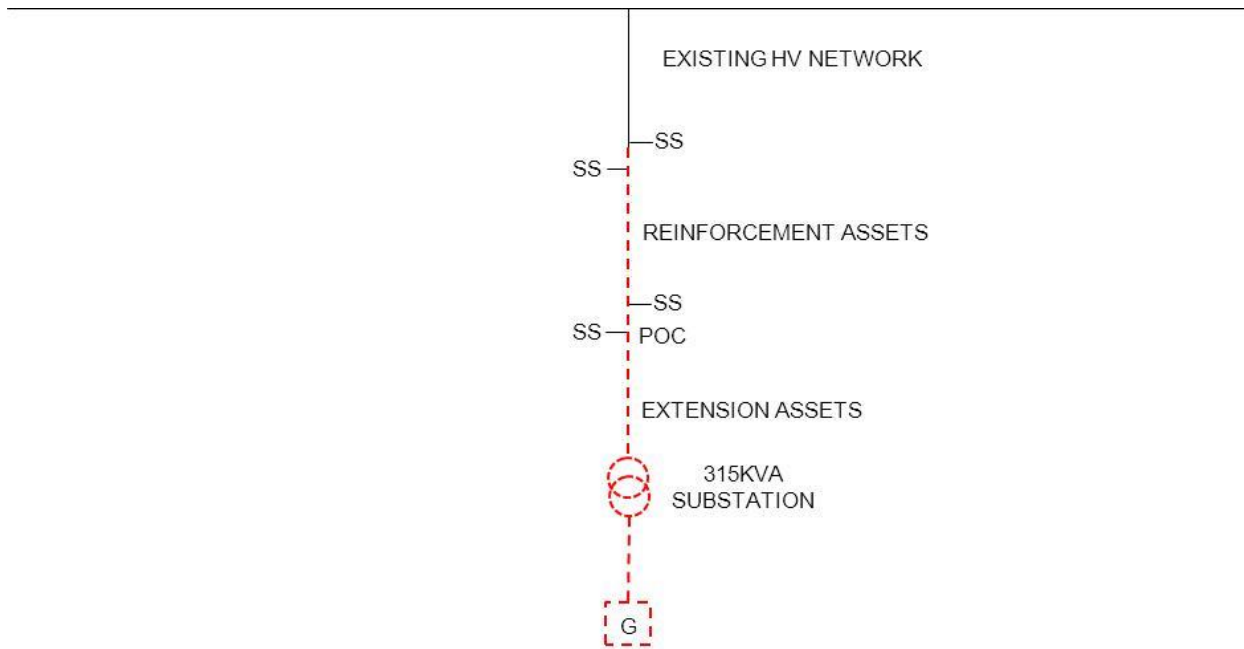 EXISTING HV NETWORK
SS
SS
REINFORCEMENT ASSETS
SS
SS
POC
EXTENSION ASSETS
315KVA
SUBSTATION
G